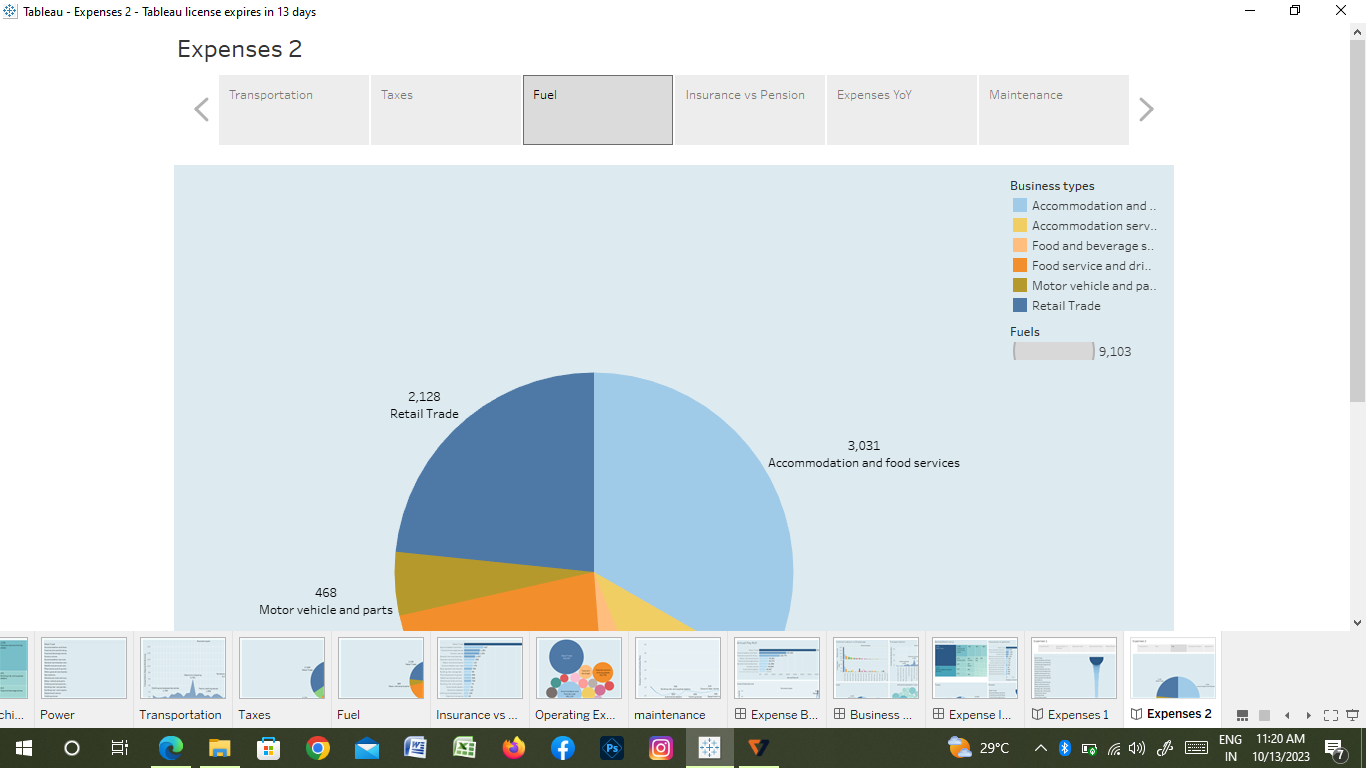 Tableau - Expenses 2 - Tableau license expires in 13 days
Expenses 2
Transportation
Taxes
Fuel
Insurance vs Pension
Expenses YoY
Maintenance
Business types
Accommodation and ..
Accommodation serv..
Food and beverage s..
Food service and dri..
Motor vehicle and pa..
Retail Trade
Fuels
9,103
2,128
Retail Trade
3,031
Accommodation and food services
468
Motor vehicle and parts
chi...
Power
Transportation
Taxes
Fuel
Insurance vs ...
Operating Ex...
maintenance
Expense B...
Business ...
Expense I...
Expenses 1
Expenses 2
29°C
ENG
IN
11:20 AM
10/13/2023
7